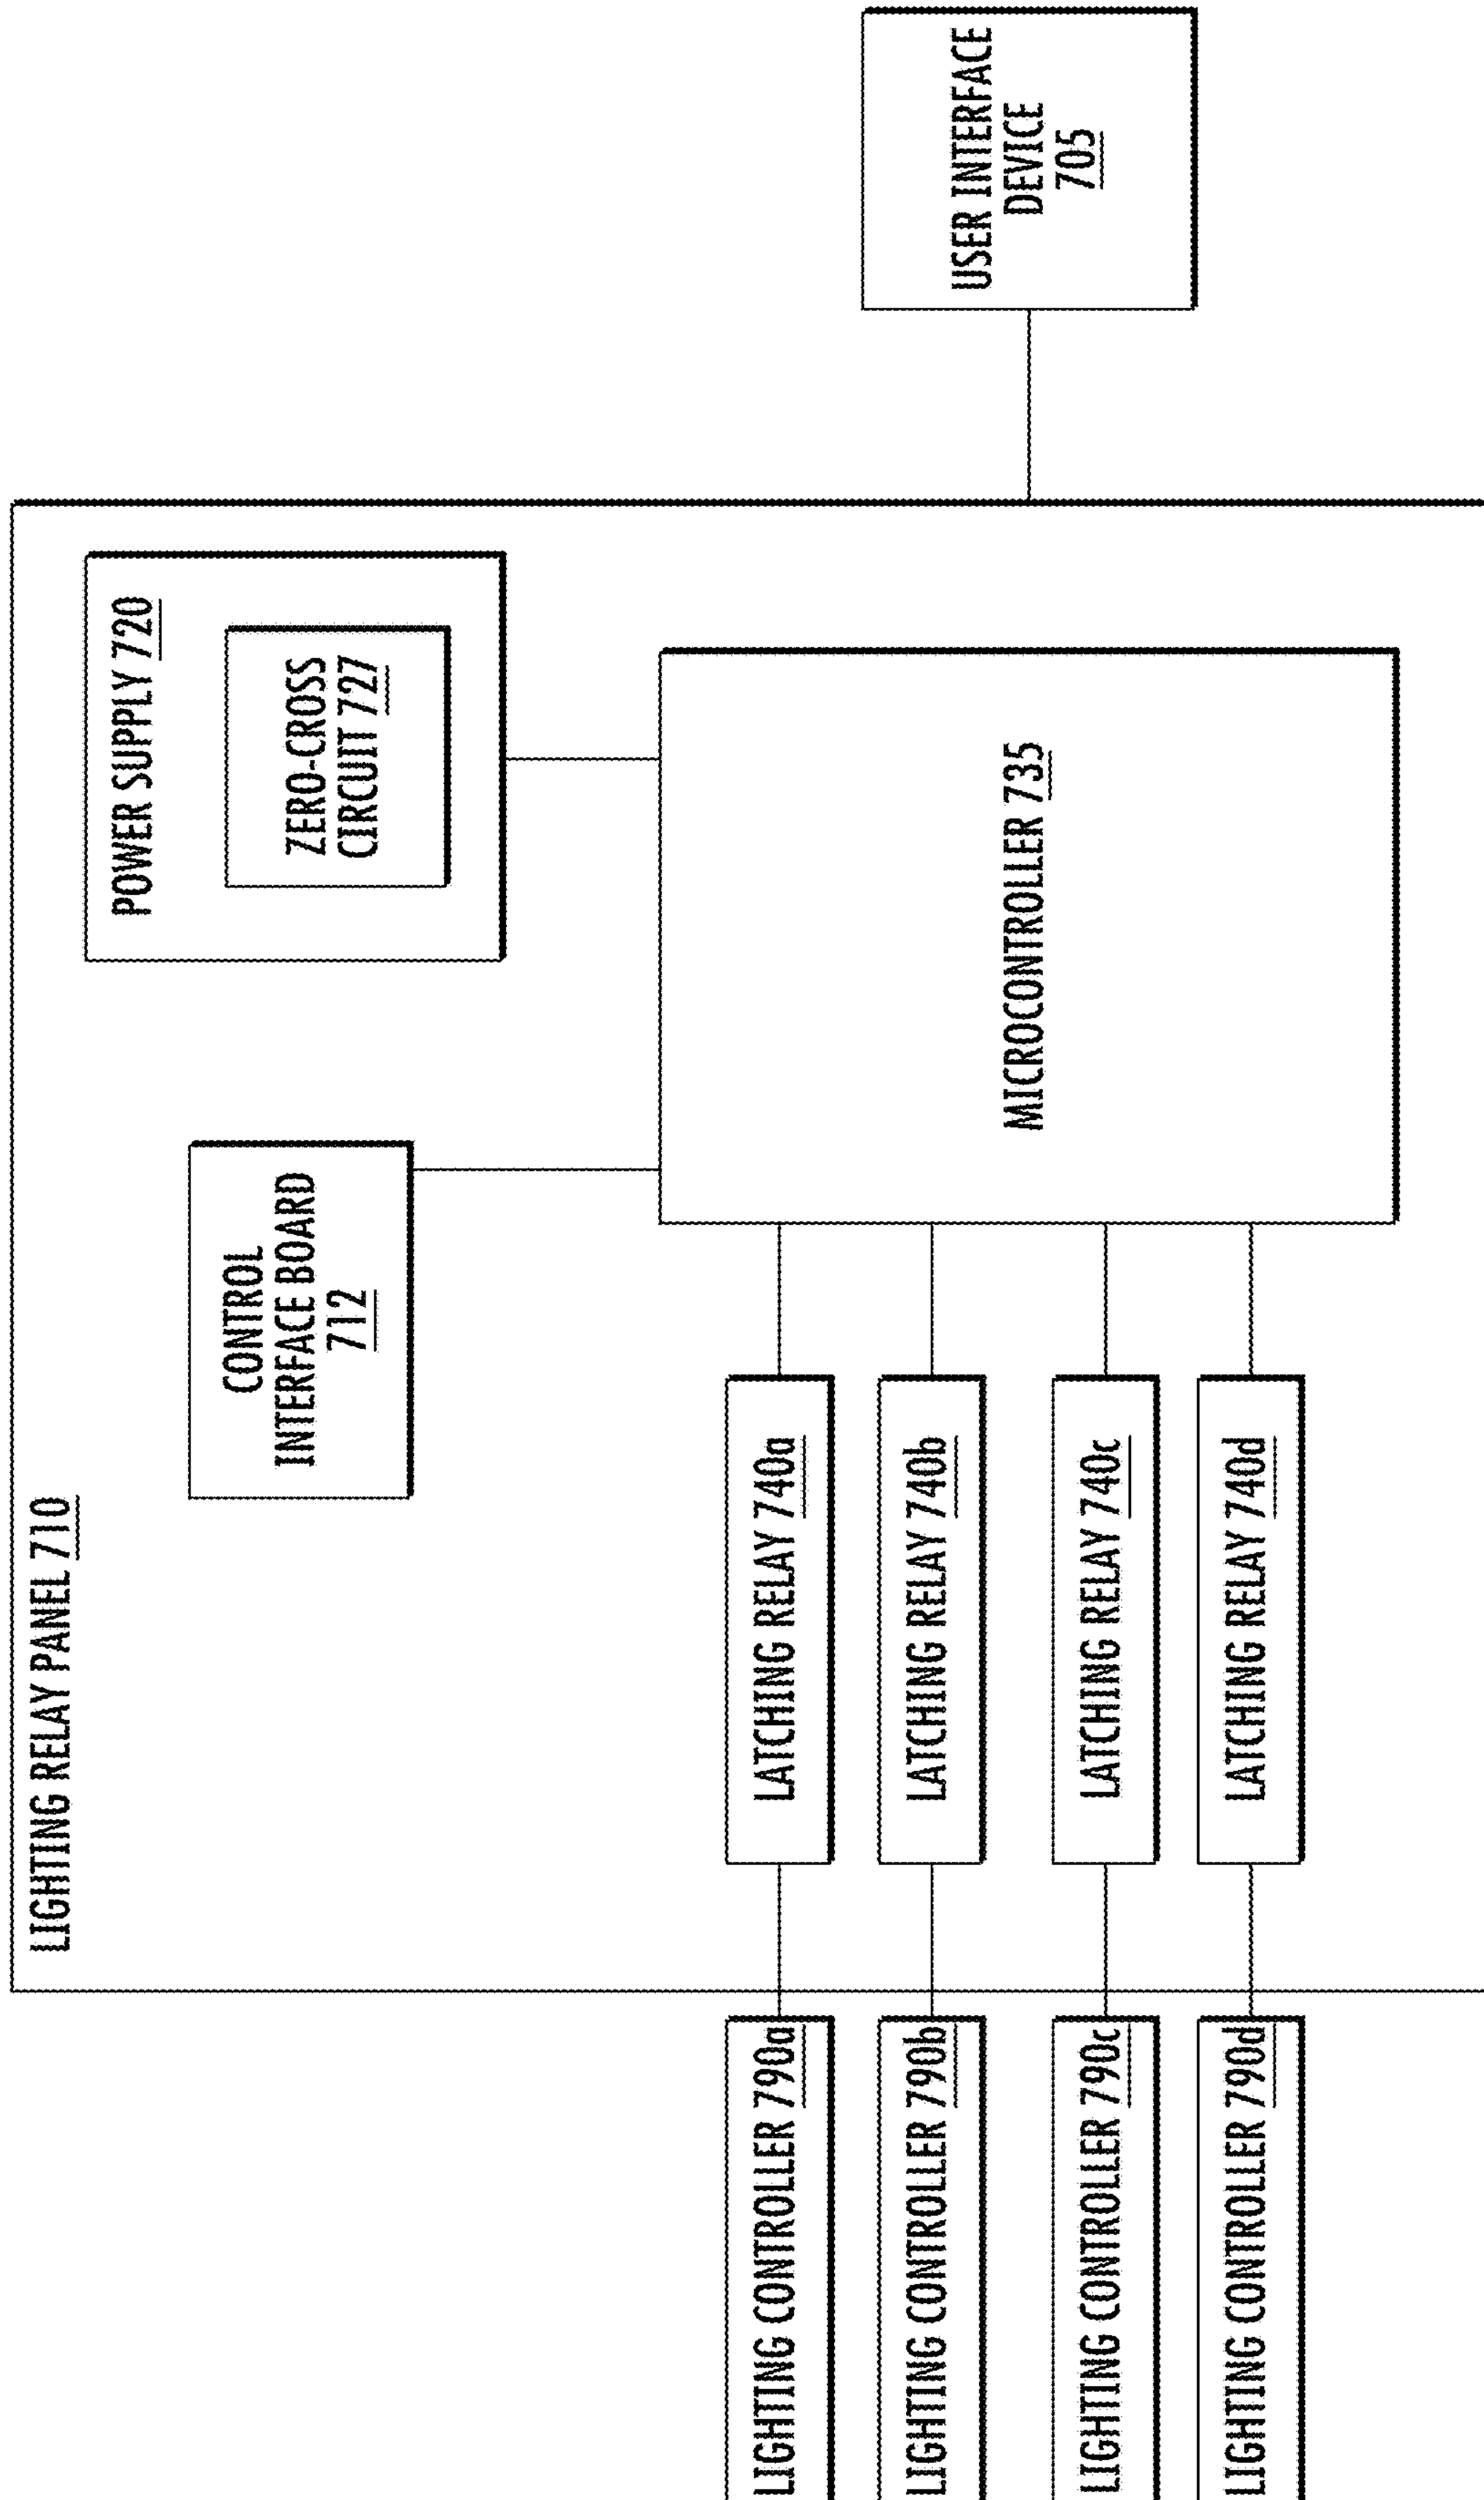 LIGHTING RELAY PANEL 710
POWER SUPPLY 720
ZERO-CROSS
CIRCUIT 727
CONTROL
INTERFACE BOARD
712
LIGHTING CONTROLLER 790a
LATCHING RELAY 740a
LIGHTING CONTROLLER 790b
LATCHING RELAY 740b
MICROCONTROLLER 735
USER INTERFACE
DEVICE
705
LIGHTING CONTROLLER 790c
LATCHING RELAY 740c
LIGHTING CONTROLLER 790d
LATCHING RELAY 740d